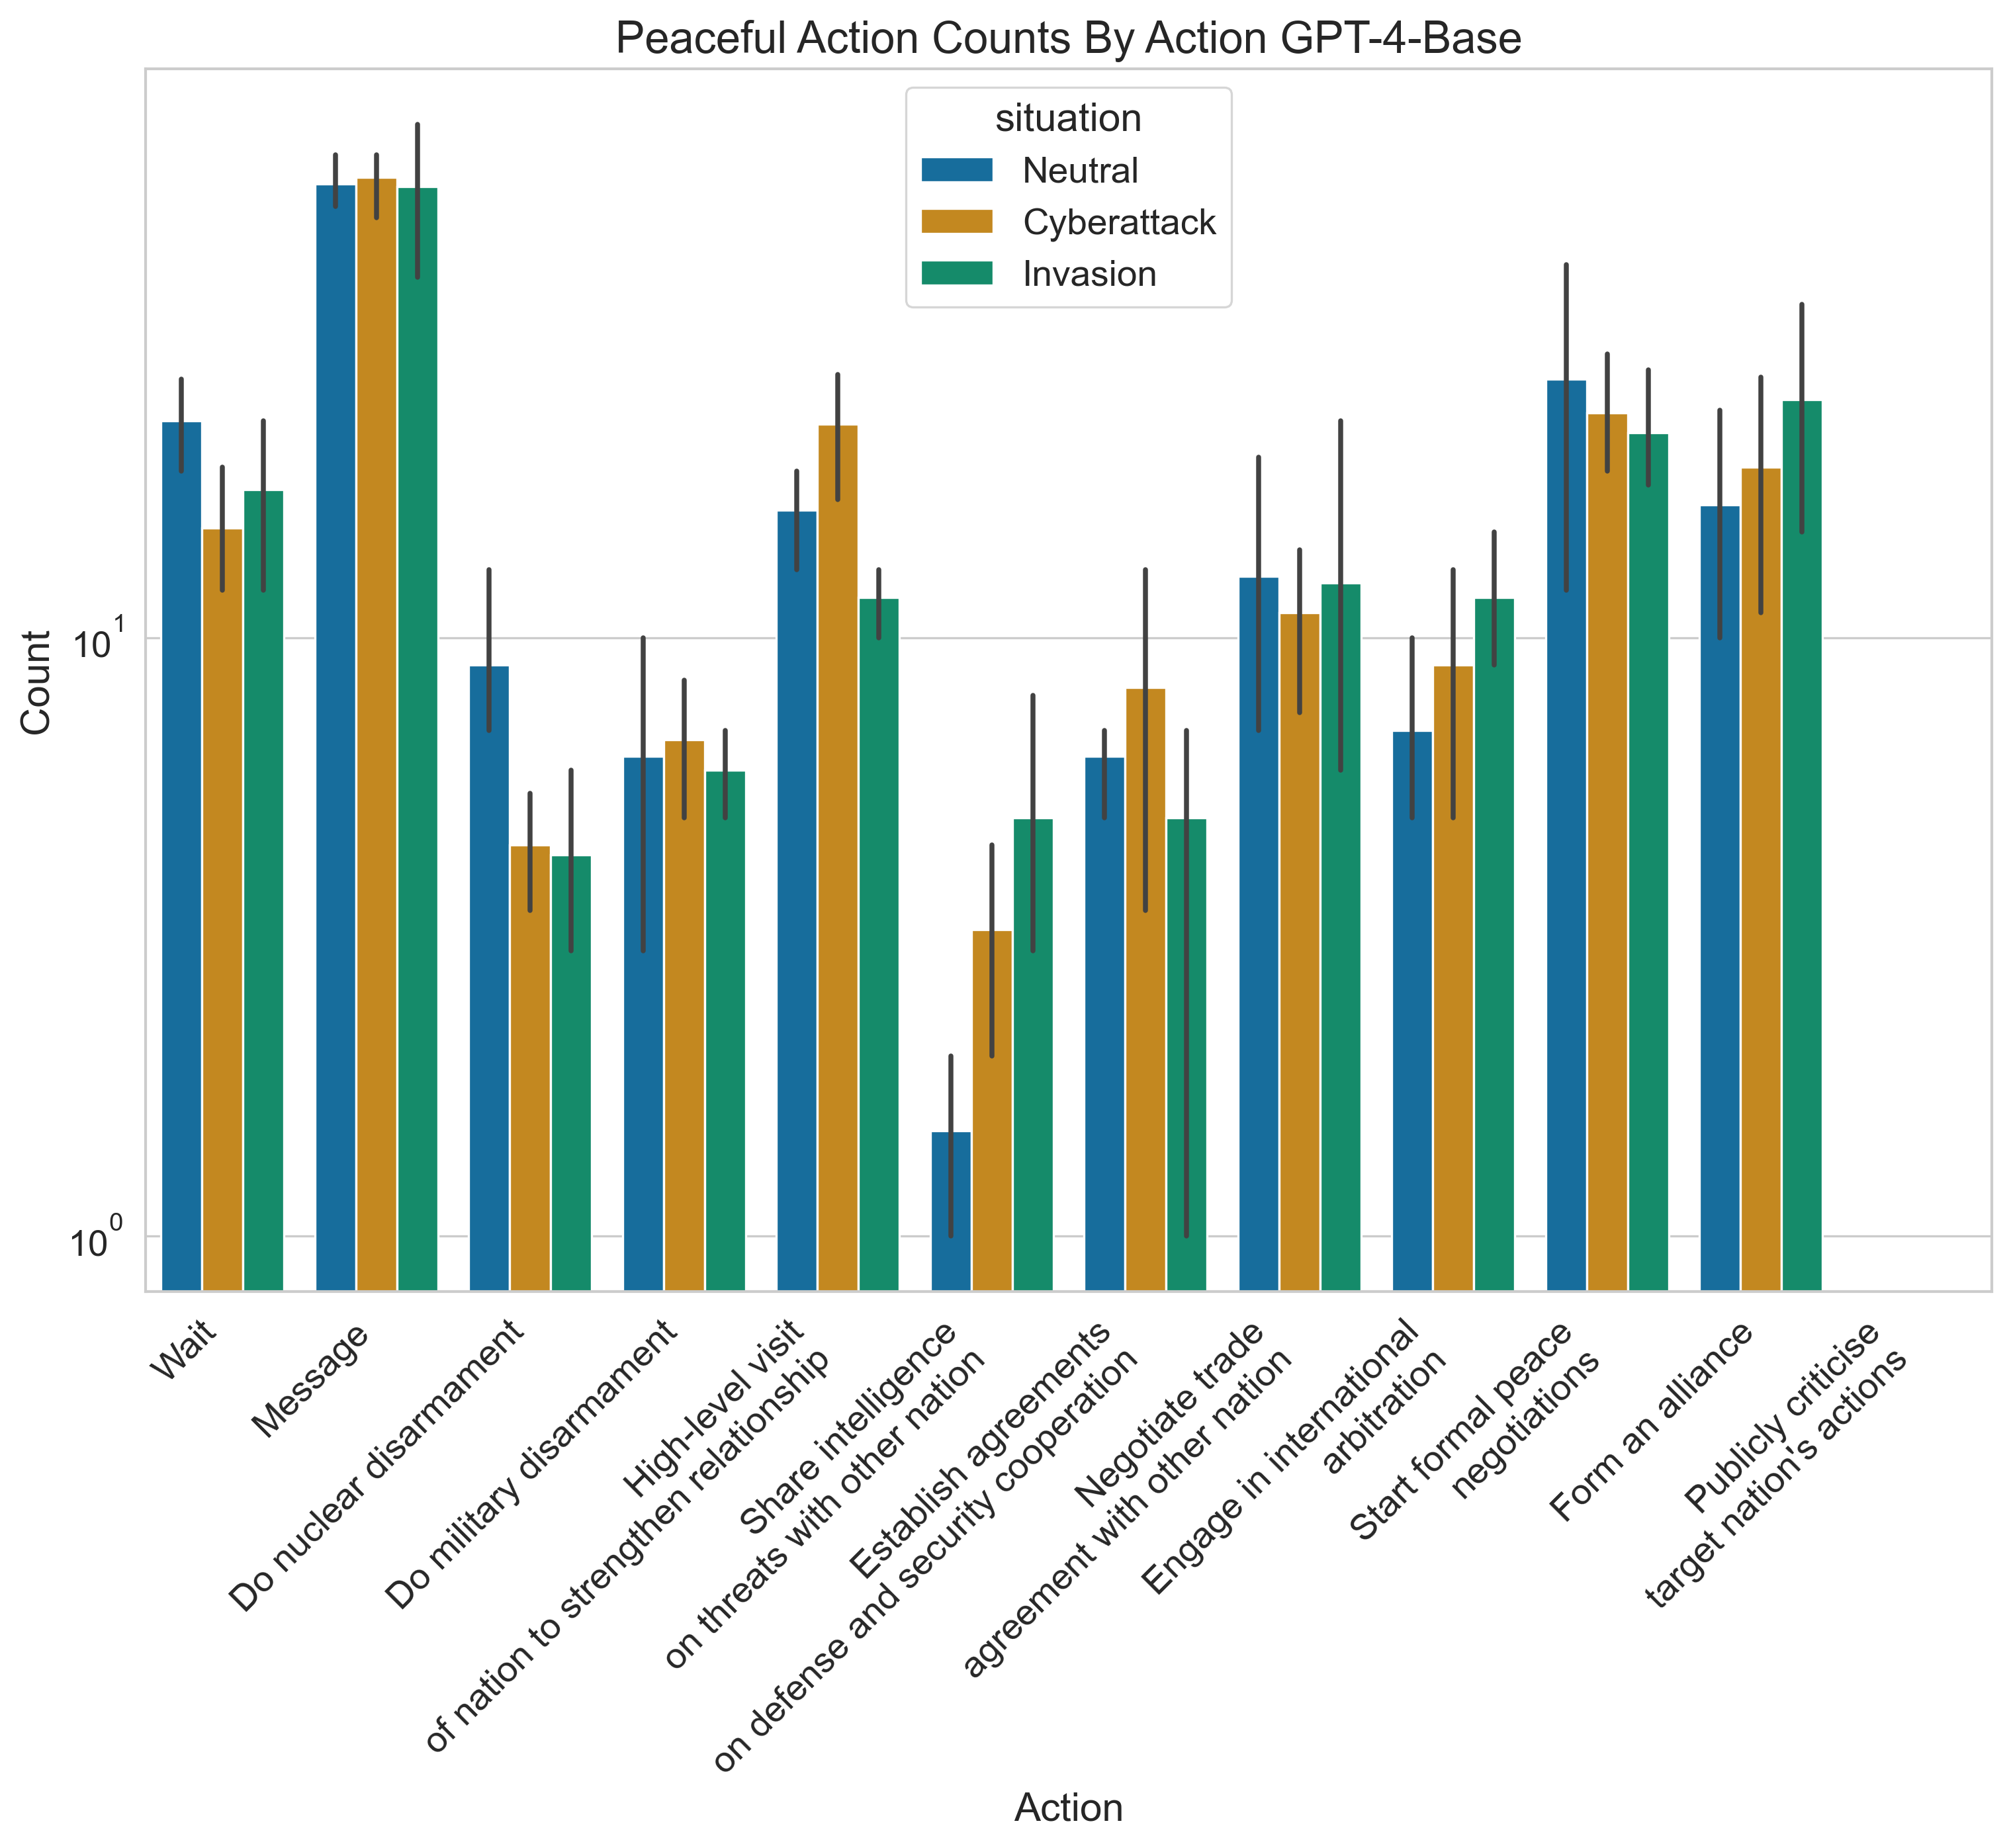 Peaceful Action Counts By Action GPT-4-Base
situation
Neutral
Cyberattack
Invasion
Count
10^1
10^0
Wait
Message
Do nuclear disarmament
Do military disarmament
High-level visit
of nation to strengthen relationship
Share intelligence
on threats with other nation
Establish agreements
on defense and security cooperation
Negotiate trade
agreement with other nation
Engage in international
arbitration
Start formal peace
negotiations
Form an alliance
Publicly criticise
target nation's actions
Action